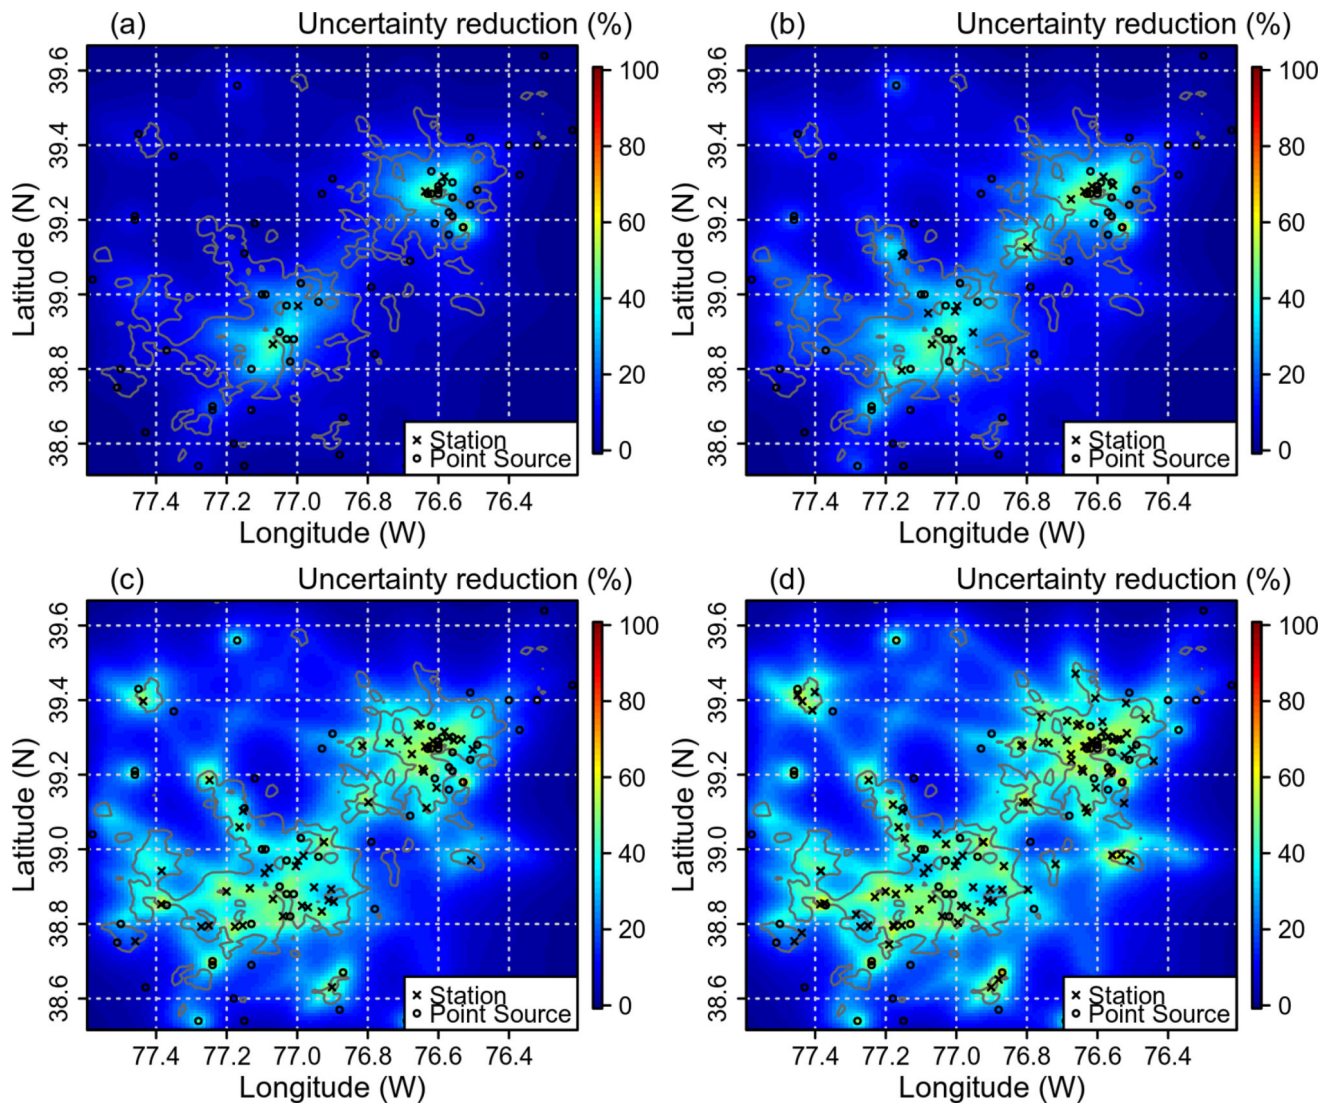 (a) Uncertainty reduction (%)
(b) Uncertainty reduction (%)
39.6
39.4
39.2
39.0
38.8
38.6
Latitude (N)
100
80
60
40
20
0
× Station
o Point Source
77.4 77.2 77.0 76.8 76.6 76.4
Longitude (W)
39.6
39.4
39.2
39.0
38.8
38.6
Latitude (N)
100
80
60
40
20
0
× Station
o Point Source
77.4 77.2 77.0 76.8 76.6 76.4
Longitude (W)
(c) Uncertainty reduction (%)
(d) Uncertainty reduction (%)
39.6
39.4
39.2
39.0
38.8
38.6
Latitude (N)
100
80
60
40
20
0
× Station
o Point Source
77.4 77.2 77.0 76.8 76.6 76.4
Longitude (W)
39.6
39.4
39.2
39.0
38.8
38.6
Latitude (N)
100
80
60
40
20
0
× Station
o Point Source
77.4 77.2 77.0 76.8 76.6 76.4
Longitude (W)